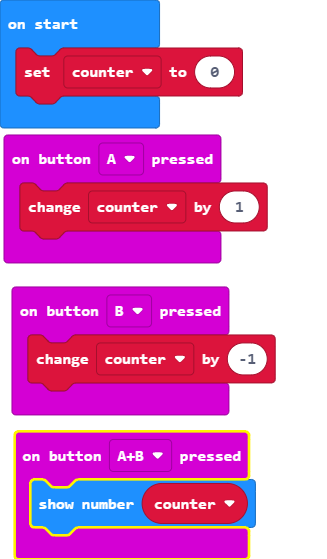 on start
set counter to 0
on button A pressed
change counter by 1
on button B pressed
change counter by -1
on button A+B pressed
show number counter